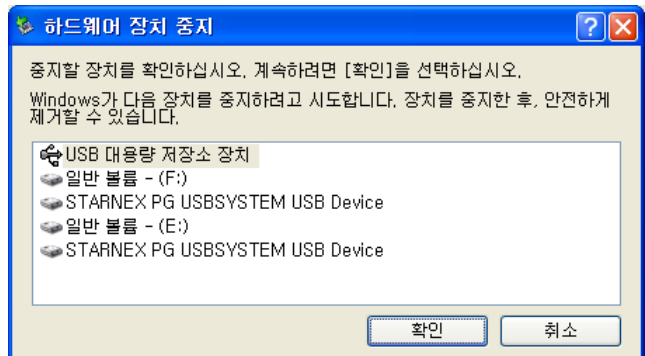 하드웨어 장치 중지
중지할 장치를 확인하십시오. 계속하려면 [확인]을 선택하십시오.
Windows가 다음 장치를 중지하려고 시도합니다. 장치를 중지한 후, 안전하게
제거할 수 있습니다.
USB 대용량 저장소 장치
일반 볼륨 - (F:)
STARNEX PG USBSYSTEM USB Device
일반 볼륨 - (E:)
STARNEX PG USBSYSTEM USB Device
확인 취소